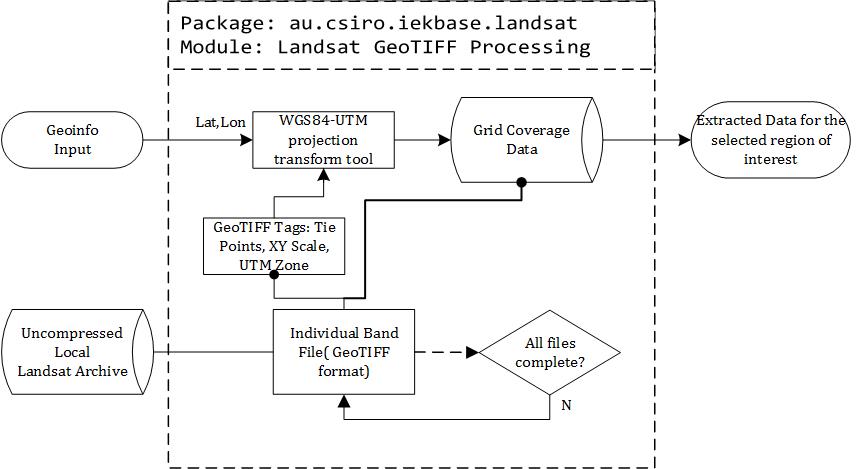 Package: au.csiro.iekbase.landsat
Module: Landsat GeoTIFF Processing
Geoinfo
Input
Lat,Lon
WGS84-UTM
projection
transform tool
Grid Coverage
Data
Extracted Data for the
selected region of
interest
GeoTIFF Tags: Tie
Points, XY Scale,
UTM Zone
Uncompressed
Local
Landsat Archive
Individual Band
File( GeoTIFF
format)
All files
complete?
N